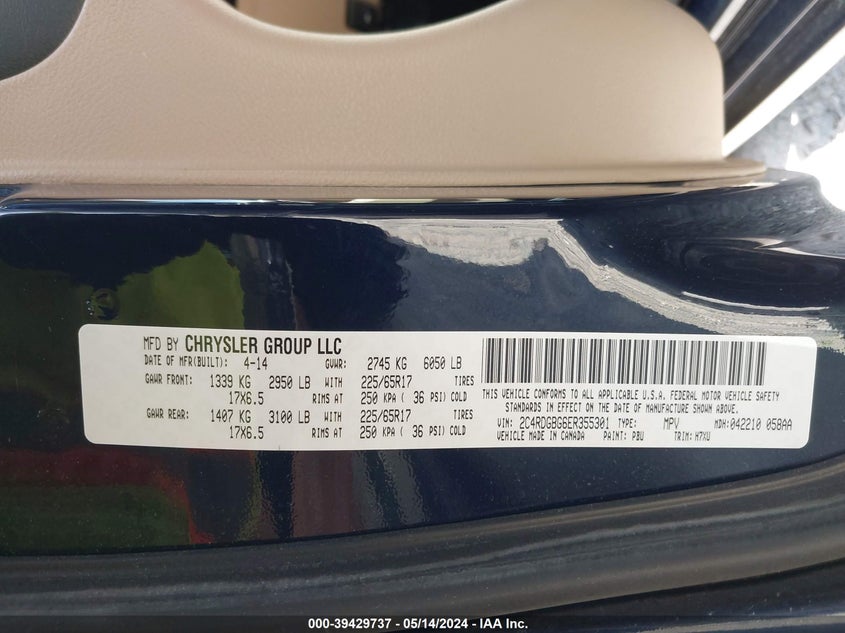 MFD BY CHRYSLER GROUP LLC
DATE OF MFR(BUILT): 4-14 GVWR: 2745 KG 6050 LB
GAWR FRONT: 1339 KG 2950 LB WITH 225/65R17 TIRES
17X6.5 RIMS AT 250 KPA ( 36 PSI) COLD
GAWR REAR: 1407 KG 3100 LB WITH 225/65R17 TIRES
17X6.5 RIMS AT 250 KPA ( 36 PSI) COLD
THIS VEHICLE CONFORMS TO ALL APPLICABLE U.S.A. FEDERAL MOTOR VEHICLE SAFETY
STANDARDS IN EFFECT ON THE DATE OF MANUFACTURE SHOWN ABOVE.
VIN: 2C4RDGBG6ER355301 TYPE: MPV MDH: 042210 058AA
VEHICLE MADE IN CANADA PAINT: PBU TRIM: H7XU
000-39429737 - 05/14/2024 - IAA Inc.